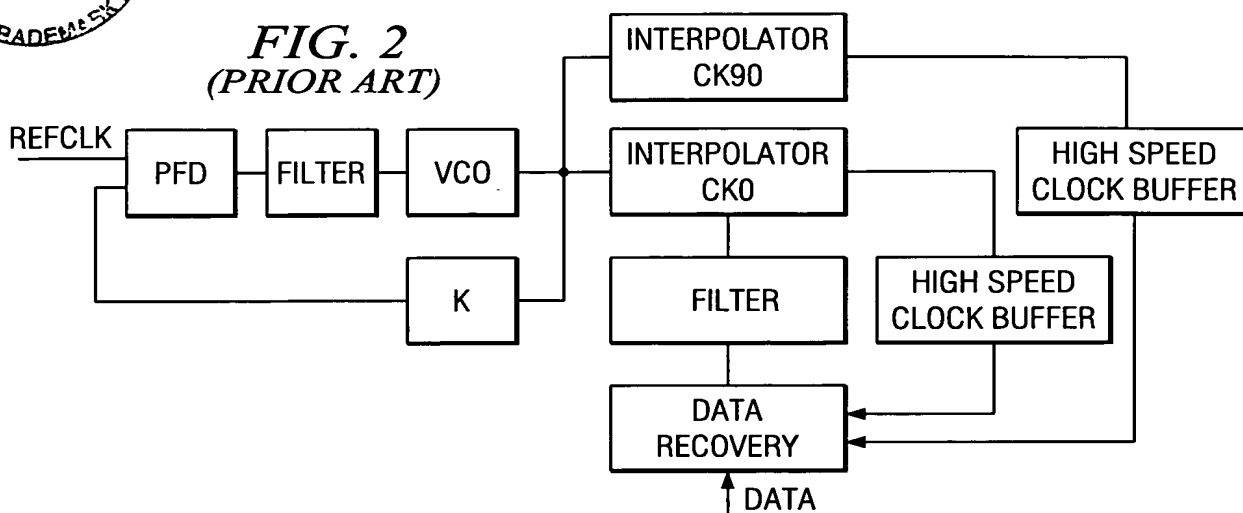 FIG. 2
(PRIOR ART)
INTERPOLATOR
CK90
REFCLK
PFD
FILTER
VCO
INTERPOLATOR
CK0
HIGH SPEED
CLOCK BUFFER
K
FILTER
HIGH SPEED
CLOCK BUFFER
DATA
RECOVERY
DATA